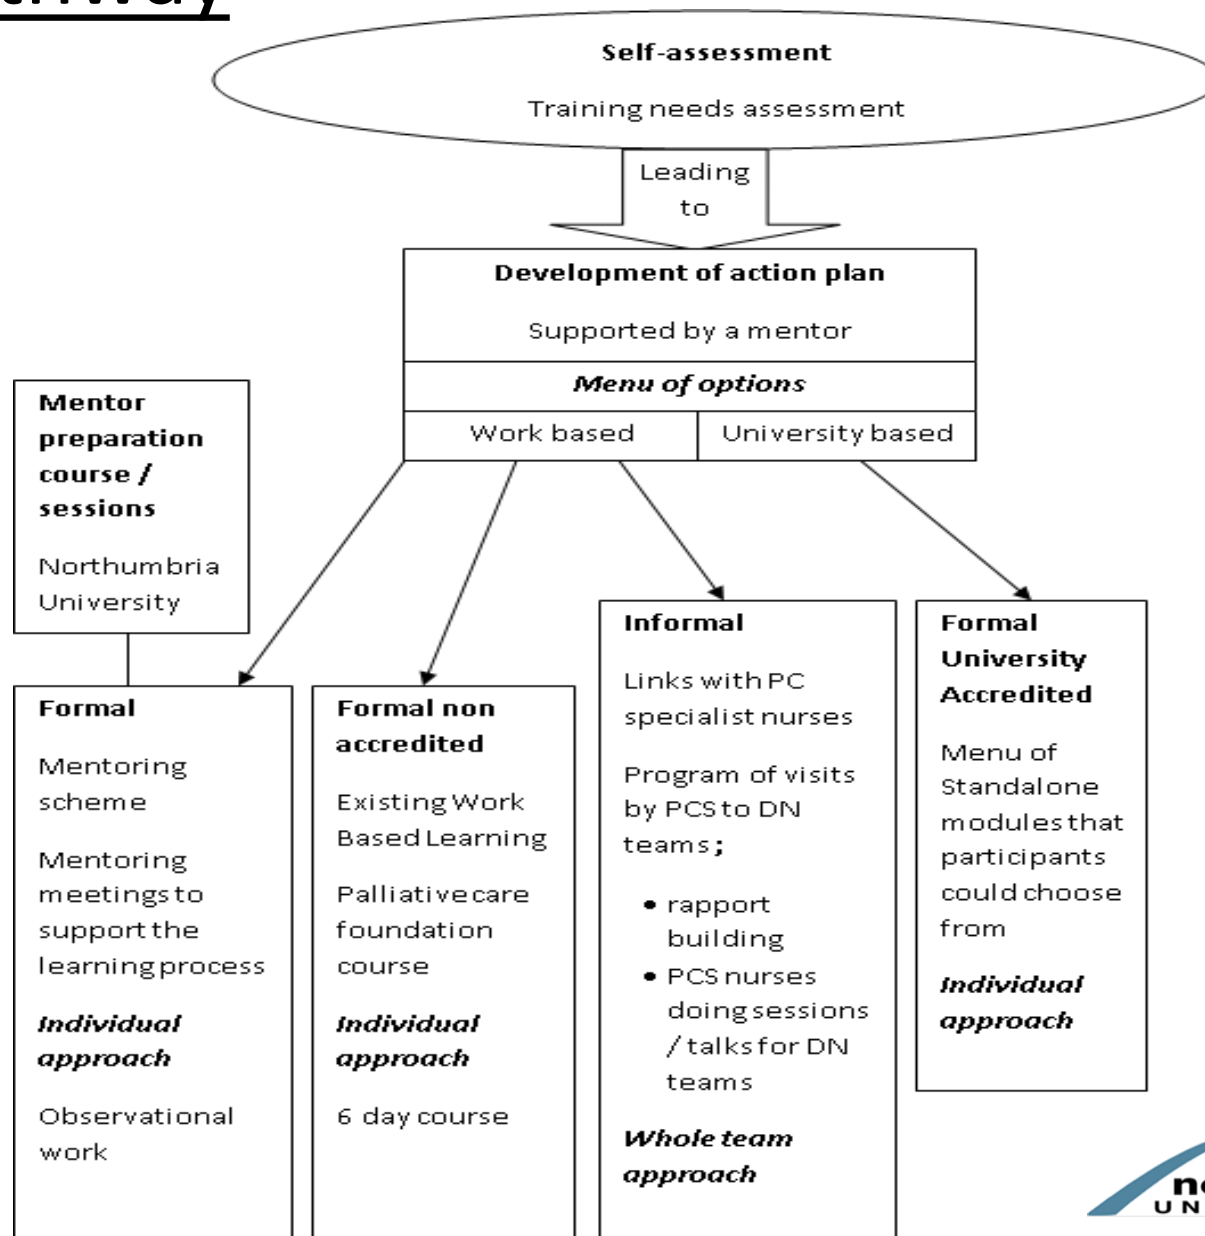 Self-assessment
Training needs assessment
Leading
to
Development of action plan
Supported by a mentor
Menu of options
Work based
University based
Mentor
preparation
course /
sessions
Northumbria
University
Formal
Mentoring
scheme
Mentoring
meetings to
support the
learning process
Individual
approach
Observational
work
Formal non
accredited
Existing Work
Based Learning
Palliative care
foundation
course
Individual
approach
6 day course
Informal
Links with PC
specialist nurses
Program of visits
by PCS to DN
teams;
• rapport
building
• PCS nurses
doing sessions
/ talks for DN
teams
Whole team
approach
Formal
University
Accredited
Menu of
Standalone
modules that
participants
could choose
from
Individual
approach